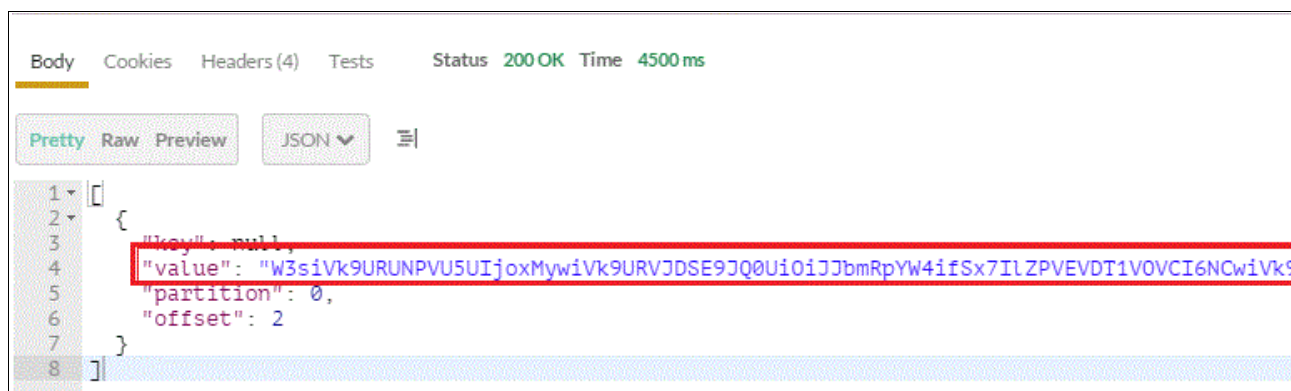 Body Cookies Headers (4) Tests Status 200 OK Time 4500 ms
Pretty Raw Preview JSON
1 [
2 {
3 "key": null,
4 "value": "W3siVk9URUNPVU5UIjoxMywiVk9URVJDSE9JQ0UiOiJJbmRpYW4ifSx7IlZPVEVDT1VOVCI6NCwiVk9
5 "partition": 0,
6 "offset": 2
7 }
8 ]